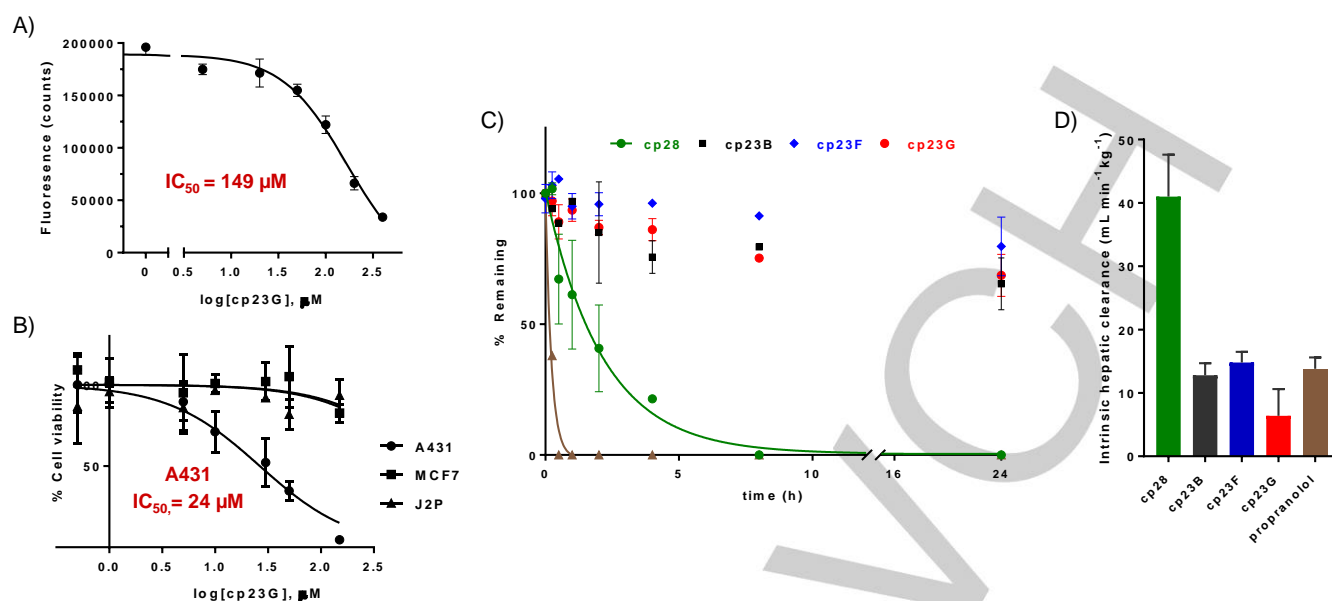 A)
200000
150000
100000
50000
0
Fluoresence (counts)
IC50 = 149 µM
0 0.5 1.0 1.5 2.0 2.5
log[cp23G], µM
B)
% Cell viability
100
50
A431
IC50, = 24 µM
A431
MCF7
J2P
0.0 0.5 1.0 1.5 2.0 2.5
log[cp23G], µM
C)
cp28 cp23B cp23F cp23G
% Remaining
100
50
0
0 5 10 16 24
time (h)
D)
Intrinsic hepatic clearance (mL min-1kg-1)
50
40
30
20
10
0
cp28
cp23B
cp23F
cp23G
propranolol
VCH